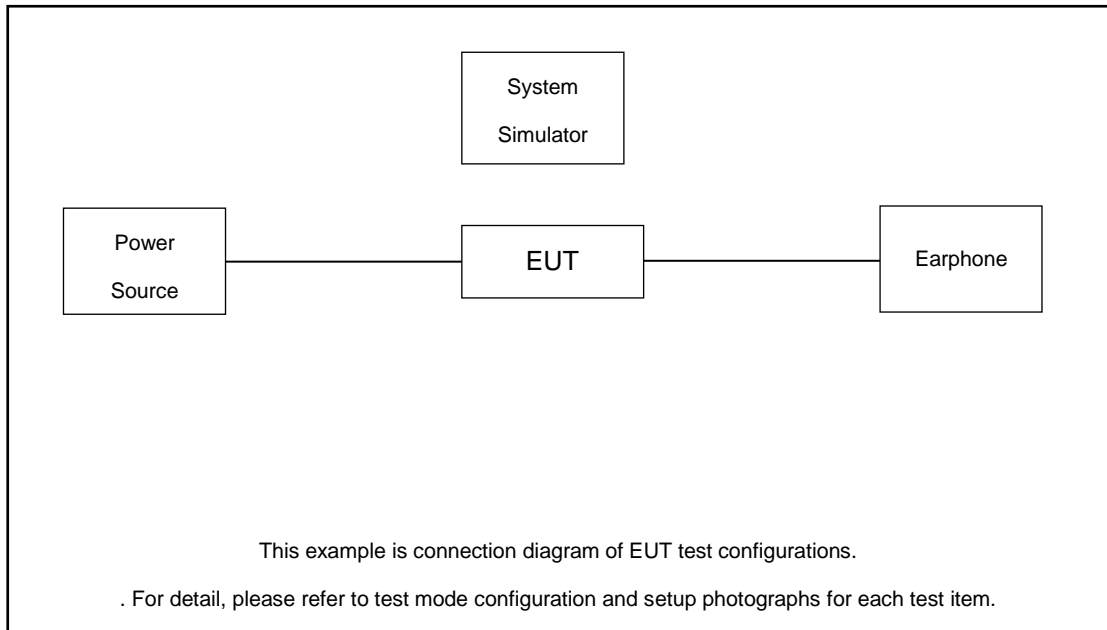 System
Simulator
Power
Source
EUT
Earphone
This example is connection diagram of EUT test configurations.
. For detail, please refer to test mode configuration and setup photographs for each test item.